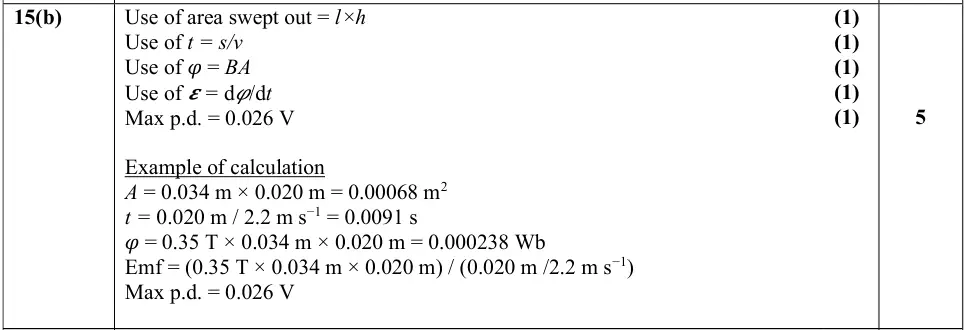 15(b) Use of area swept out = l×h (1)
Use of t = s/v (1)
Use of φ = BA (1)
Use of ε = dφ/dt (1)
Max p.d. = 0.026 V (1) 5
Example of calculation
A = 0.034 m × 0.020 m = 0.00068 m²
t = 0.020 m / 2.2 m s⁻¹ = 0.0091 s
φ = 0.35 T × 0.034 m × 0.020 m = 0.000238 Wb
Emf = (0.35 T × 0.034 m × 0.020 m) / (0.020 m /2.2 m s⁻¹)
Max p.d. = 0.026 V